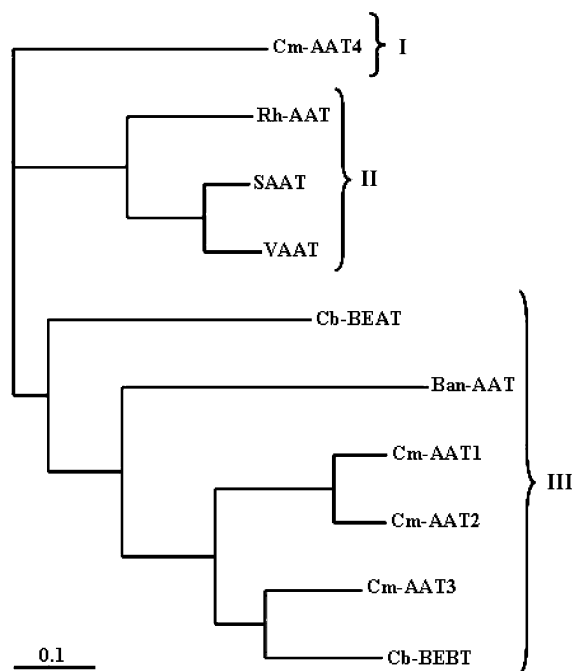 Cm-AAT4
I
Rh-AAT
SAAT
II
VAAT
Cb-BEAT
Ban-AAT
Cm-AAT1
III
Cm-AAT2
Cm-AAT3
0.1
Cb-BEBT